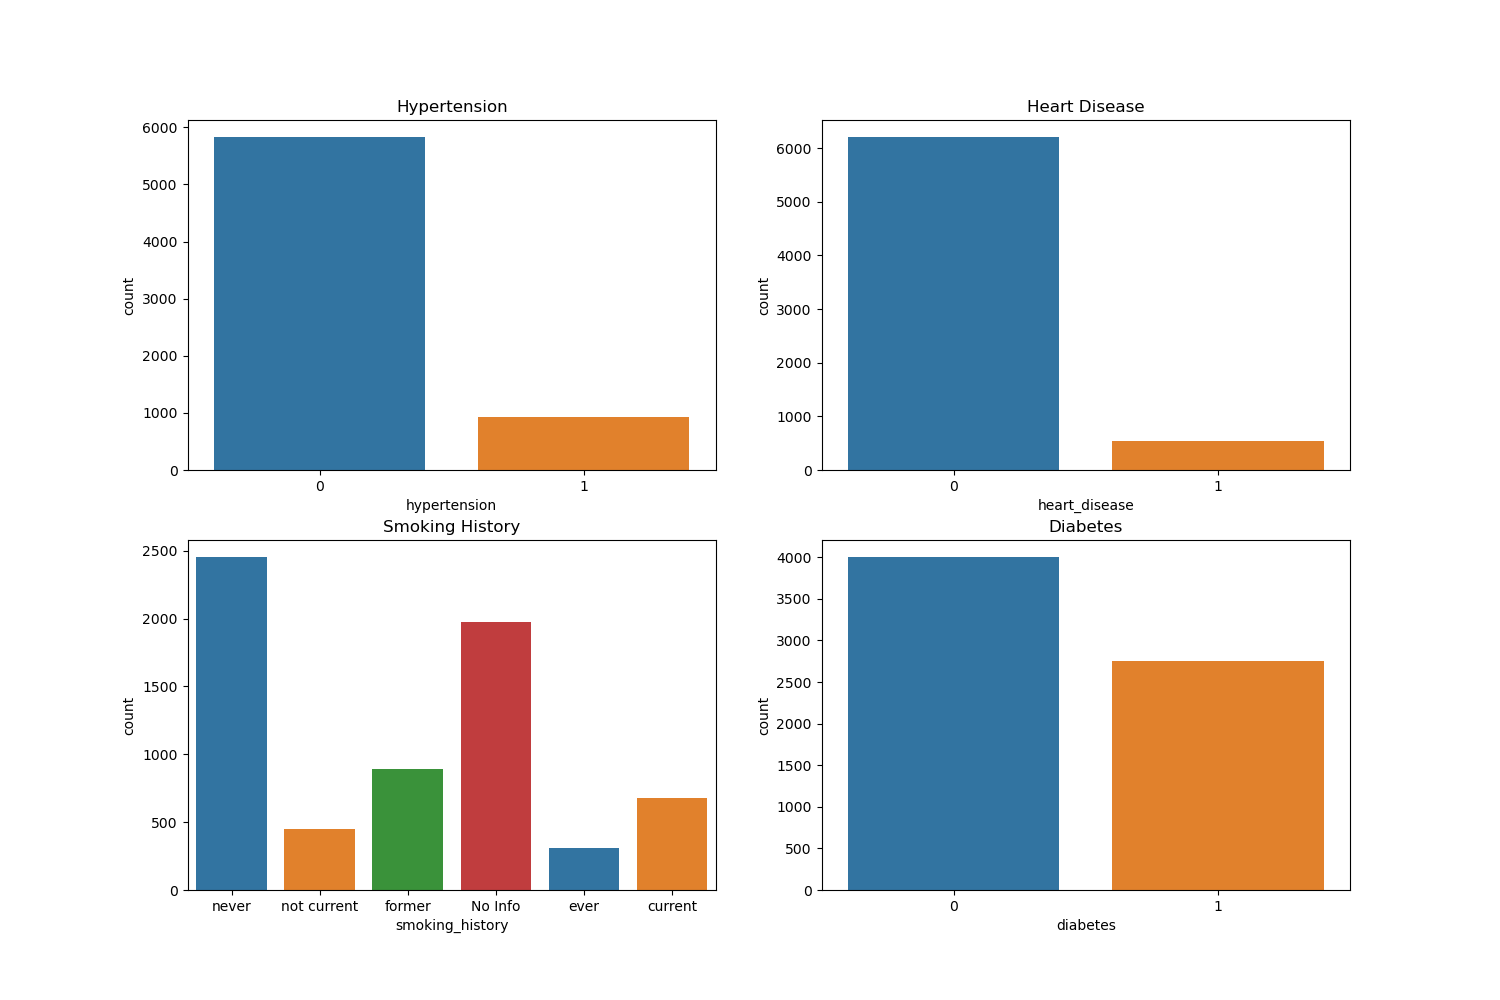 Hypertension
6000
5000
4000
3000
2000
1000
0
count
0 1
hypertension
Heart Disease
6000
5000
4000
3000
2000
1000
0
count
0 1
heart_disease
Smoking History
2500
2000
1500
1000
500
0
count
never not current former No Info ever current
smoking_history
Diabetes
4000
3500
3000
2500
2000
1500
1000
500
0
count
0 1
diabetes